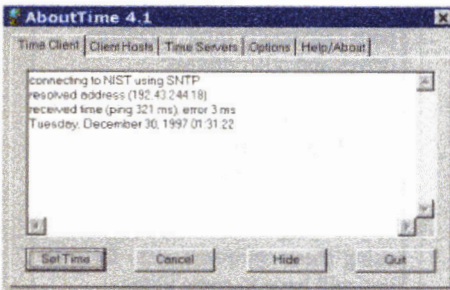 AboutTime 4.1
Time Client Client Hosts Time Servers Options Help/About
connecting to NIST using SNTP
resolved address (192.43.244.18)
received time (ping 321 ms), error 3 ms
Tuesday, December 30, 1997 01:31:22
Set Time Cancel Hide Quit